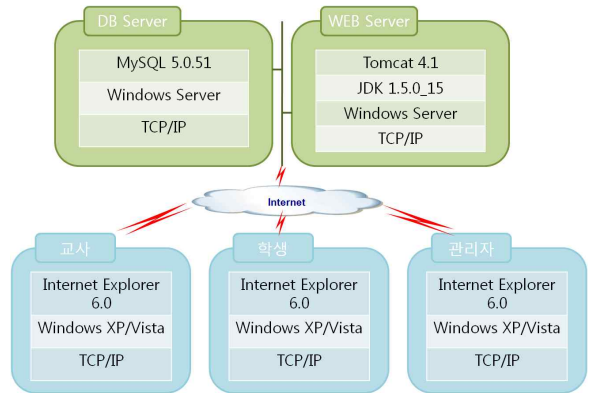 DB Server
MySQL 5.0.51
Windows Server
TCP/IP
WEB Server
Tomcat 4.1
JDK 1.5.0_15
Windows Server
TCP/IP
Internet
교사
Internet Explorer
6.0
Windows XP/Vista
TCP/IP
학생
Internet Explorer
6.0
Windows XP/Vista
TCP/IP
관리자
Internet Explorer
6.0
Windows XP/Vista
TCP/IP